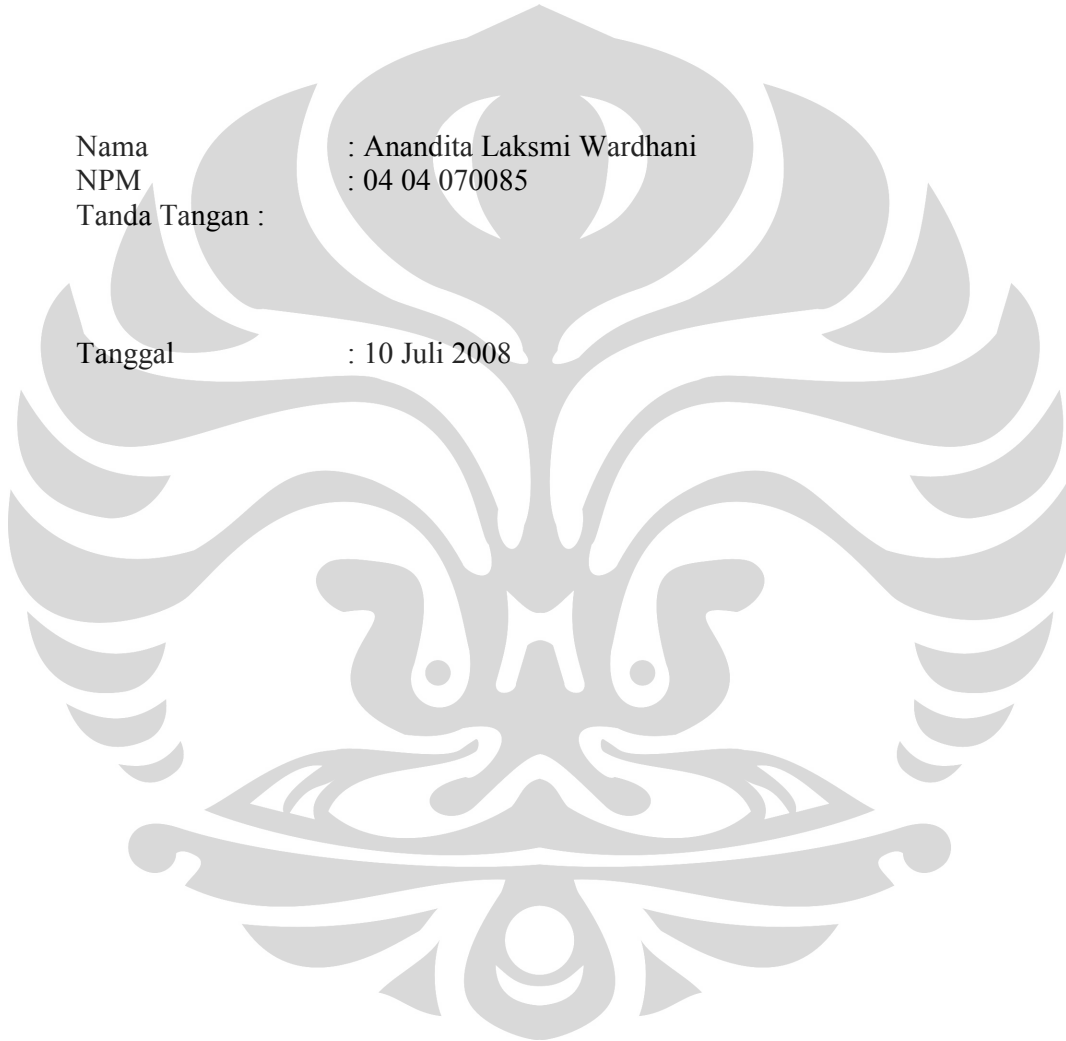 Nama : Anandita Laksmi Wardhani
NPM : 04 04 070085
Tanda Tangan :
Tanggal : 10 Juli 2008